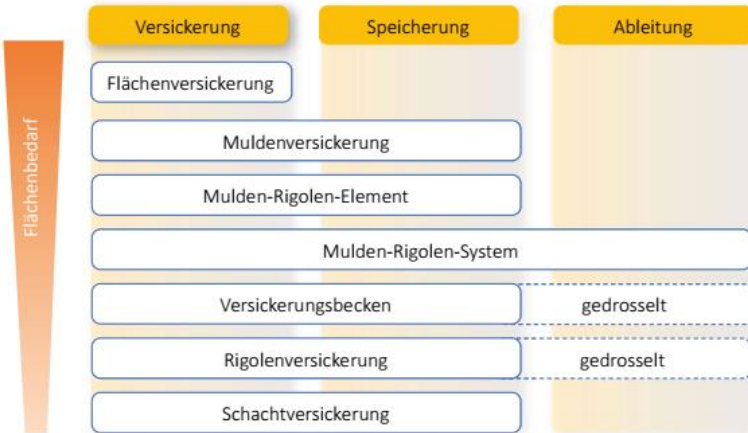 Versickerung
Speicherung
Ableitung
Flächenbedarf
Flächenversickerung
Muldenversickerung
Mulden-Rigolen-Element
Mulden-Rigolen-System
Versickerungsbecken
gedrosselt
Rigolenversickerung
gedrosselt
Schachtversickerung